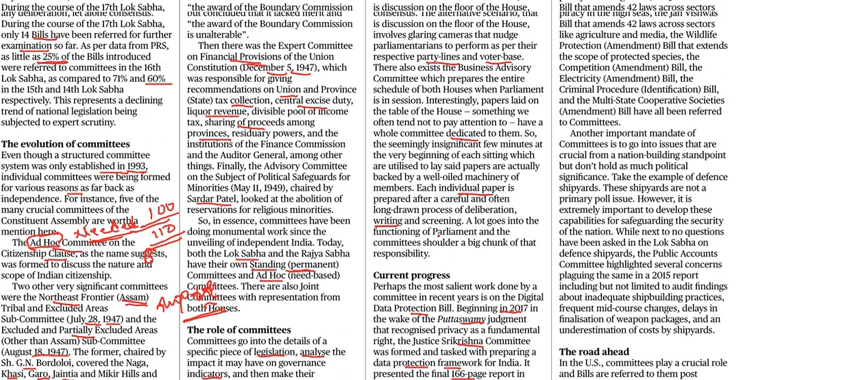 During the course of the 17th Lok Sabha,
any deliberation, let alone consensus.
During the course of the 17th Lok Sabha,
only 14 Bills have been referred for further
examination so far. As per data from PRS,
as little as 25% of the Bills introduced
were referred to committees in the 16th
Lok Sabha, as compared to 71% and 60%
in the 15th and 14th Lok Sabha
respectively. This represents a declining
trend of national legislation being
subjected to expert scrutiny.
The evolution of committees
Even though a structured committee
system was only established in 1993,
individual committees were being formed
for various reasons as far back as
independence. For instance, five of the
many crucial committees of the
Constituent Assembly are worth a
mention here.
The Ad Hoc Committee on the
Citizenship Clause, as the name suggests,
was formed to discuss the nature and
scope of Indian citizenship.
Two other very significant committees
were the Northeast Frontier (Assam)
Tribal and Excluded Areas
Sub-Committee (July 28, 1947) and the
Excluded and Partially Excluded Areas
(Other than Assam) Sub-Committee
(August 18, 1947). The former, chaired by
Sh. G.N. Bordoloi, covered the Naga,
Khasi, Garo, Jaintia and Mikir Hills and
100
110
"the award of the Boundary Commission
but concluded that it lacked merit and
"the award of the Boundary Commission
is unalterable".
Then there was the Expert Committee
on Financial Provisions of the Union
Constitution (December 5, 1947), which
was responsible for giving
recommendations on Union and Province
(State) tax collection, central excise duty,
liquor revenue, divisible pool of income
tax, sharing of proceeds among
provinces, residuary powers, and the
institutions of the Finance Commission
and the Auditor General, among other
things. Finally, the Advisory Committee
on the Subject of Political Safeguards for
Minorities (May 11, 1949), chaired by
Sardar Patel, looked at the abolition of
reservations for religious minorities.
So, in essence, committees have been
doing monumental work since the
unveiling of independent India. Today,
both the Lok Sabha and the Rajya Sabha
have their own Standing (permanent)
Committees and Ad Hoc (need-based)
Committees. There are also Joint
Committees with representation from
both Houses.
The role of committees
Committees go into the details of a
specific piece of legislation, analyse the
impact it may have on governance
indicators, and then make their
is discussion on the floor of the House,
consensus. The alternative scenario, that
is discussion on the floor of the House,
involves glaring cameras that nudge
parliamentarians to perform as per their
respective party-lines and voter-base.
There also exists the Business Advisory
Committee which prepares the entire
schedule of both Houses when Parliament
is in session. Interestingly, papers laid on
the table of the House – something we
often tend not to pay attention to – have a
whole committee dedicated to them. So,
the seemingly insignificant few minutes at
the very beginning of each sitting which
are utilised to lay said papers are actually
backed by a well-oiled machinery of
members. Each individual paper is
prepared after a careful and often
long-drawn process of deliberation,
writing and screening. A lot goes into the
functioning of Parliament and the
committees shoulder a big chunk of that
responsibility.
Current progress
Perhaps the most salient work done by a
committee in recent years is on the Digital
Data Protection Bill. Beginning in 2017 in
the wake of the Puttaswamy judgment
that recognised privacy as a fundamental
right, the Justice Srikrishna Committee
was formed and tasked with preparing a
data protection framework for India. It
presented the final 166-page report in
Bill that amends 42 laws across sectors
piracy in the high seas, the Jan Vishwas
Bill that amends 42 laws across sectors
like agriculture and media, the Wildlife
Protection (Amendment) Bill that extends
the scope of protected species, the
Competition (Amendment) Bill, the
Electricity (Amendment) Bill, the
Criminal Procedure (Identification) Bill,
and the Multi-State Cooperative Societies
(Amendment) Bill have all been referred
to Committees.
Another important mandate of
Committees is to go into issues that are
crucial from a nation-building standpoint
but don't hold as much political
significance. Take the example of defence
shipyards. These shipyards are not a
primary poll issue. However, it is
extremely important to develop these
capabilities for safeguarding the security
of the nation. While next to no questions
have been asked in the Lok Sabha on
defence shipyards, the Public Accounts
Committee highlighted several concerns
plaguing the same in a 2015 report
including but not limited to audit findings
about inadequate shipbuilding practices,
frequent mid-course changes, delays in
finalisation of weapon packages, and an
underestimation of costs by shipyards.
The road ahead
In the U.S., committees play a crucial role
and Bills are referred to them post